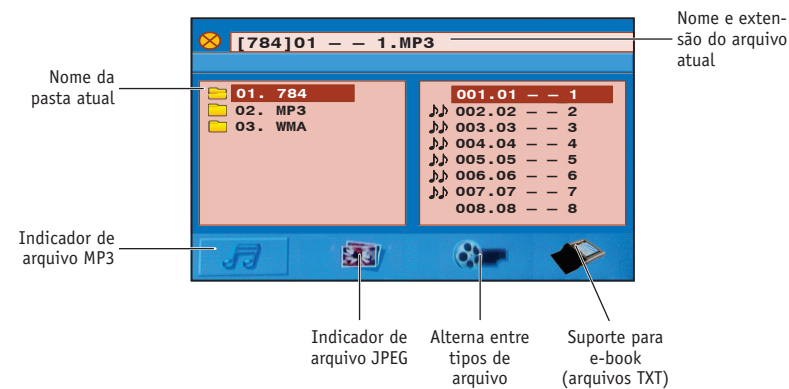 Nome e exten-
são do arquivo
atual
[784]01 – – 1.MP3
Nome da
pasta atual
01. 784
02. MP3
03. WMA
001.01 – – 1
002.02 – – 2
003.03 – – 3
004.04 – – 4
005.05 – – 5
006.06 – – 6
007.07 – – 7
008.08 – – 8
Indicador de
arquivo MP3
Indicador de
arquivo JPEG
Alterna entre
tipos de
arquivo
Suporte para
e-book
(arquivos TXT)